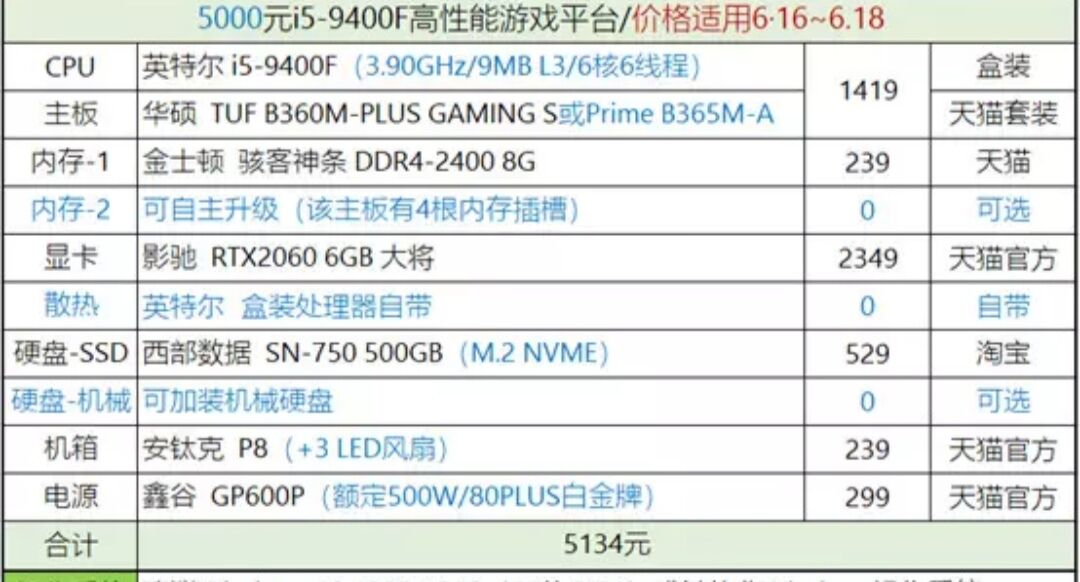 5000元i5-9400F高性能游戏平台/价格适用6·16~6.18
CPU 英特尔 i5-9400F（3.90GHz/9MB L3/6核6线程） 1419 盒装
主板 华硕 TUF B360M-PLUS GAMING S或Prime B365M-A 天猫套装
内存-1 金士顿 骇客神条 DDR4-2400 8G 239 天猫
内存-2 可自主升级（该主板有4根内存插槽） 0 可选
显卡 影驰 RTX2060 6GB 大将 2349 天猫官方
散热 英特尔 盒装处理器自带 0 自带
硬盘-SSD 西部数据 SN-750 500GB（M.2 NVME） 529 淘宝
硬盘-机械 可加装机械硬盘 0 可选
机箱 安钛克 P8（+3 LED风扇） 239 天猫官方
电源 鑫谷 GP600P（额定500W/80PLUS白金牌） 299 天猫官方
合计 5134元